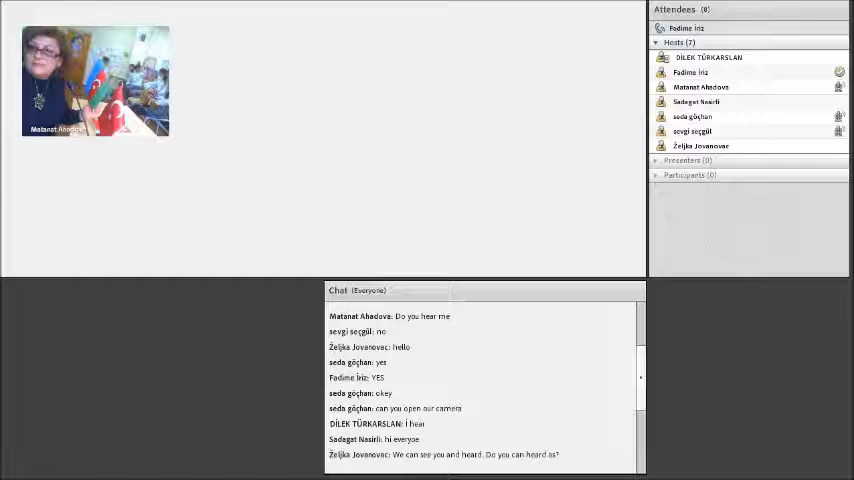 Matanat Ahadova
Attendees (8)
Fadime İriz
Hosts (7)
DİLEK TÜRKARSLAN
Fadime İriz
Matanat Ahadova
Sadagat Nasirli
seda göçhan
sevgi seçgül
Željka Jovanovac
Presenters (0)
Participants (0)
Chat (Everyone)
Matanat Ahadova: Do you hear me
sevgi seçgül: no
Željka Jovanovac: hello
seda göçhan: yes
Fadime İriz: YES
seda göçhan: okey
seda göçhan: can you open our camera
DİLEK TÜRKARSLAN: İ hear
Sadagat Nasirli: hi everyoe
Željka Jovanovac: We can see you and heard. Do you can heard as?